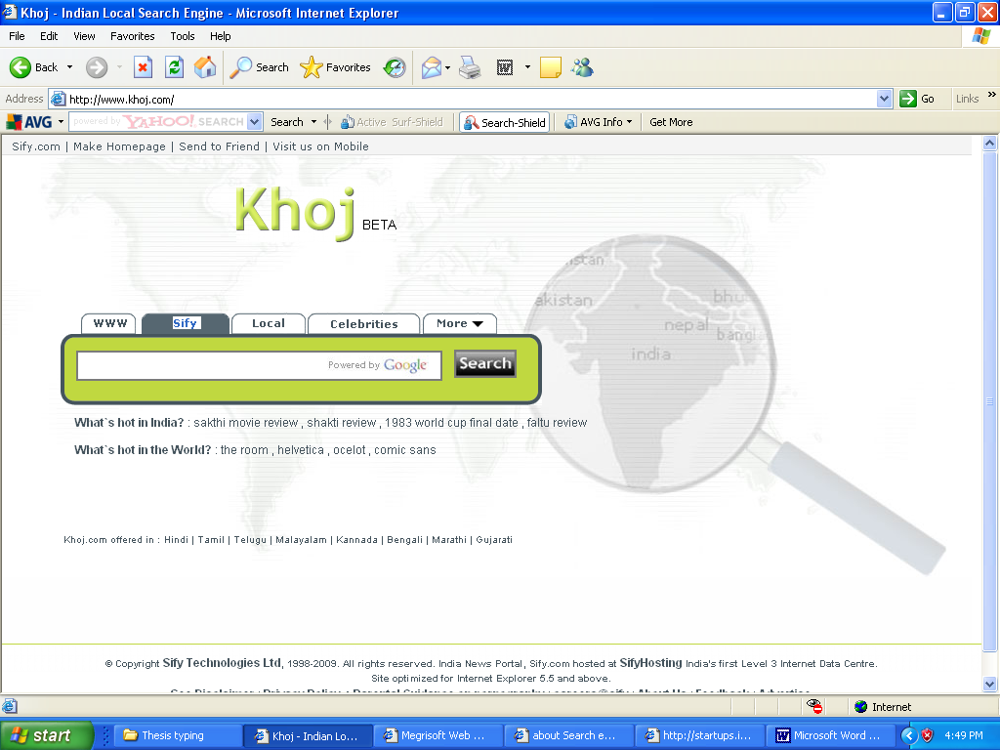 Khoj - Indian Local Search Engine - Microsoft Internet Explorer
File Edit View Favorites Tools Help
Back Search Favorites
Address http://www.khoj.com/ Go Links »
AVG powered by YAHOO! SEARCH Search Active Surf-Shield Search-Shield AVG Info Get More
Sify.com | Make Homepage | Send to Friend | Visit us on Mobile
Khoj BETA
istan
akistan
bhu
nepal
bangl
india
WWW Sify Local Celebrities More
Powered by Google Search
What`s hot in India? : sakthi movie review , shakti review , 1983 world cup final date , faltu review
What`s hot in the World? : the room , helvetica , ocelot , comic sans
Khoj.com offered in : Hindi | Tamil | Telugu | Malayalam | Kannada | Bengali | Marathi | Gujarati
© Copyright Sify Technologies Ltd, 1998-2009. All rights reserved. India News Portal, Sify.com hosted at SifyHosting India's first Level 3 Internet Data Centre.
Site optimized for Internet Explorer 5.5 and above.
Internet
start Thesis typing Khoj - Indian Lo... Megrisoft Web ... about Search e... http://startups.i... Microsoft Word ... 4:49 PM